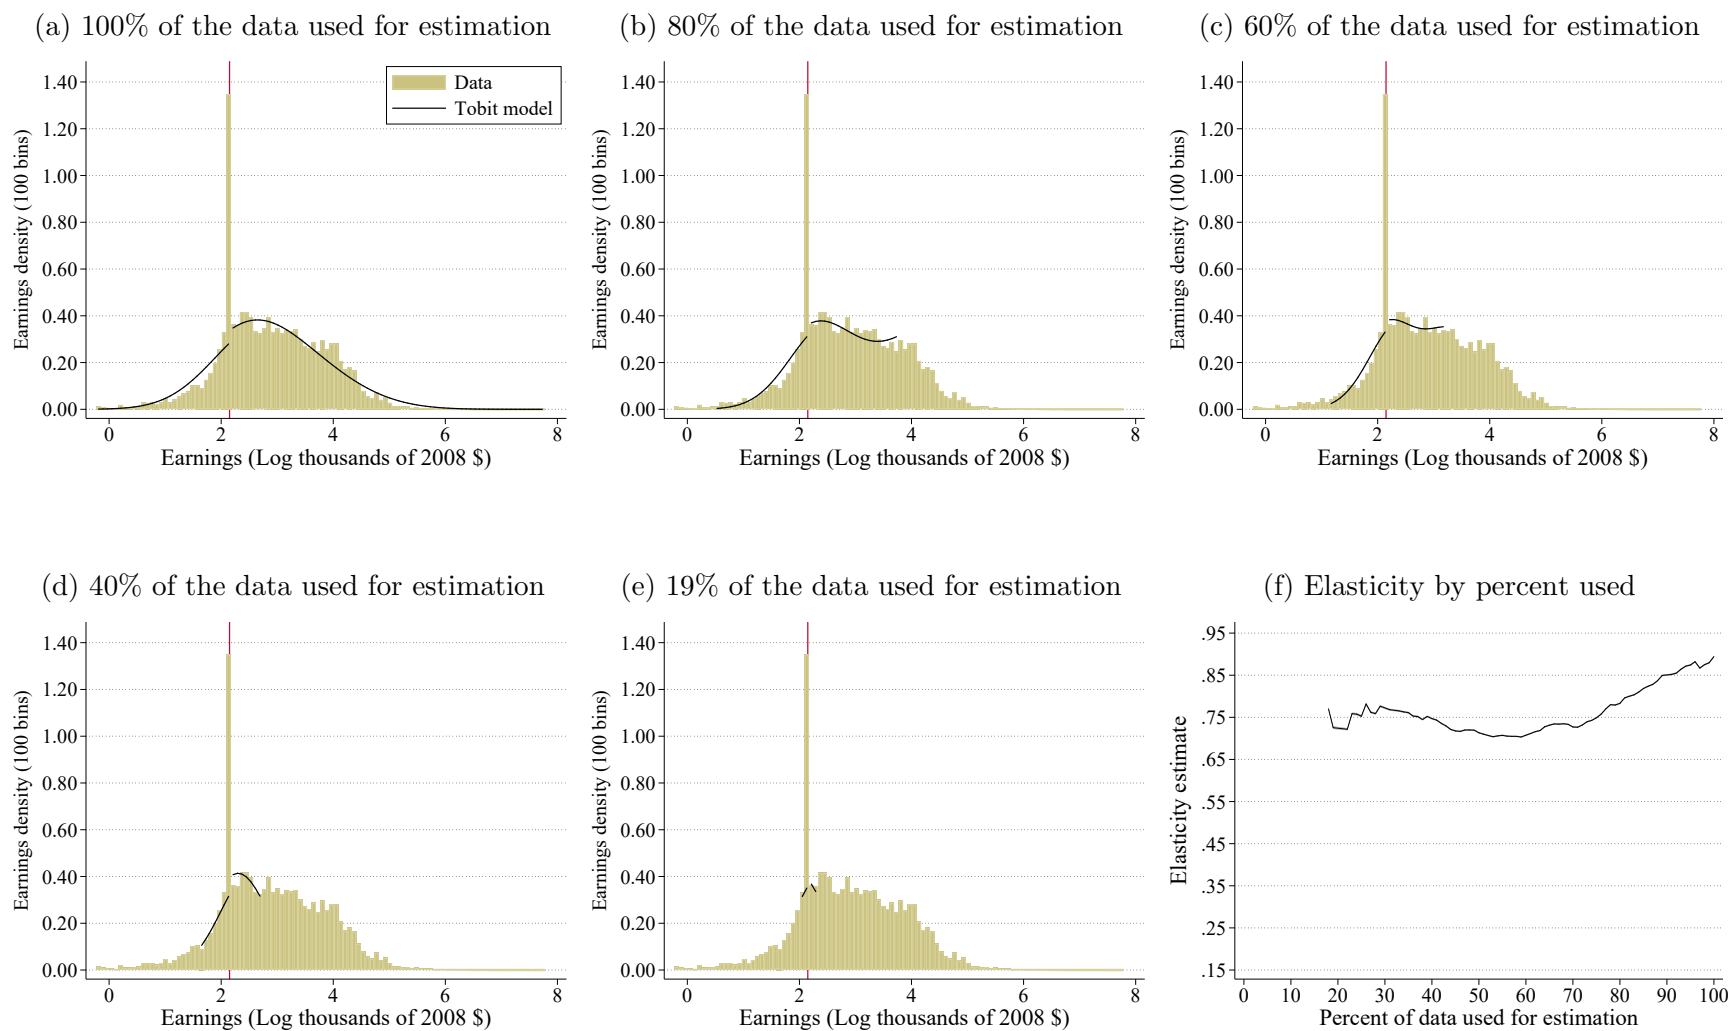 (a) 100% of the data used for estimation
Earnings density (100 bins)
1.40
1.20
1.00
0.80
0.60
0.40
0.20
0.00
0 2 4 6 8
Earnings (Log thousands of 2008 $)
Data
Tobit model
(b) 80% of the data used for estimation
Earnings density (100 bins)
1.40
1.20
1.00
0.80
0.60
0.40
0.20
0.00
0 2 4 6 8
Earnings (Log thousands of 2008 $)
(c) 60% of the data used for estimation
Earnings density (100 bins)
1.40
1.20
1.00
0.80
0.60
0.40
0.20
0.00
0 2 4 6 8
Earnings (Log thousands of 2008 $)
(d) 40% of the data used for estimation
Earnings density (100 bins)
1.40
1.20
1.00
0.80
0.60
0.40
0.20
0.00
0 2 4 6 8
Earnings (Log thousands of 2008 $)
(e) 19% of the data used for estimation
Earnings density (100 bins)
1.40
1.20
1.00
0.80
0.60
0.40
0.20
0.00
0 2 4 6 8
Earnings (Log thousands of 2008 $)
(f) Elasticity by percent used
Elasticity estimate
.95
.85
.75
.65
.55
.45
.35
.25
.15
0 10 20 30 40 50 60 70 80 90 100
Percent of data used for estimation